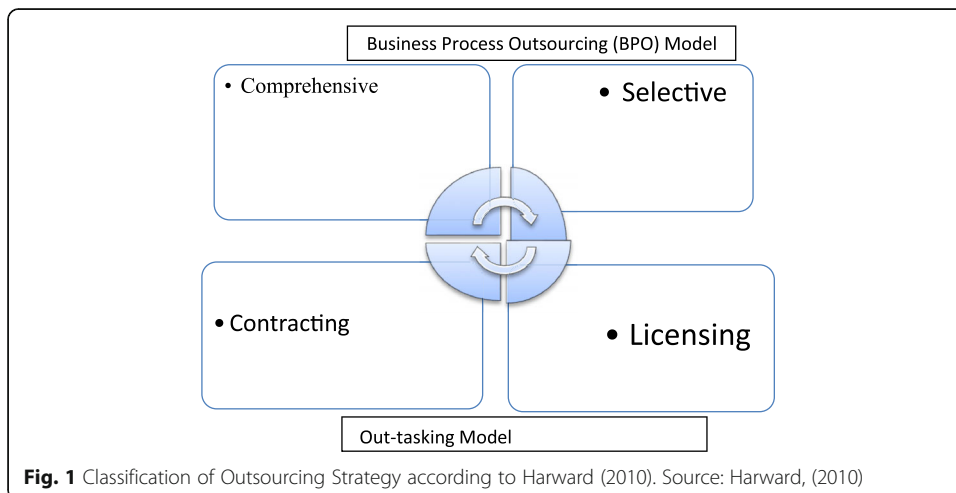 Business Process Outsourcing (BPO) Model
• Comprehensive
• Selective
• Contracting
• Licensing
Out-tasking Model
Fig. 1 Classification of Outsourcing Strategy according to Harward (2010). Source: Harward, (2010)